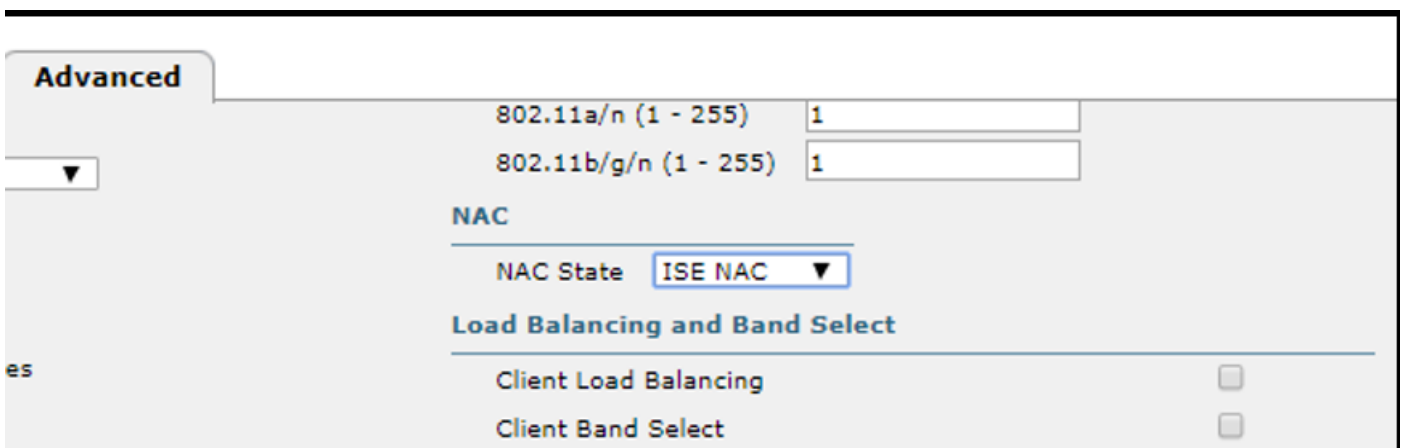 Advanced
802.11a/n (1 - 255) 1
802.11b/g/n (1 - 255) 1
NAC
NAC State ISE NAC
Load Balancing and Band Select
es
Client Load Balancing
Client Band Select